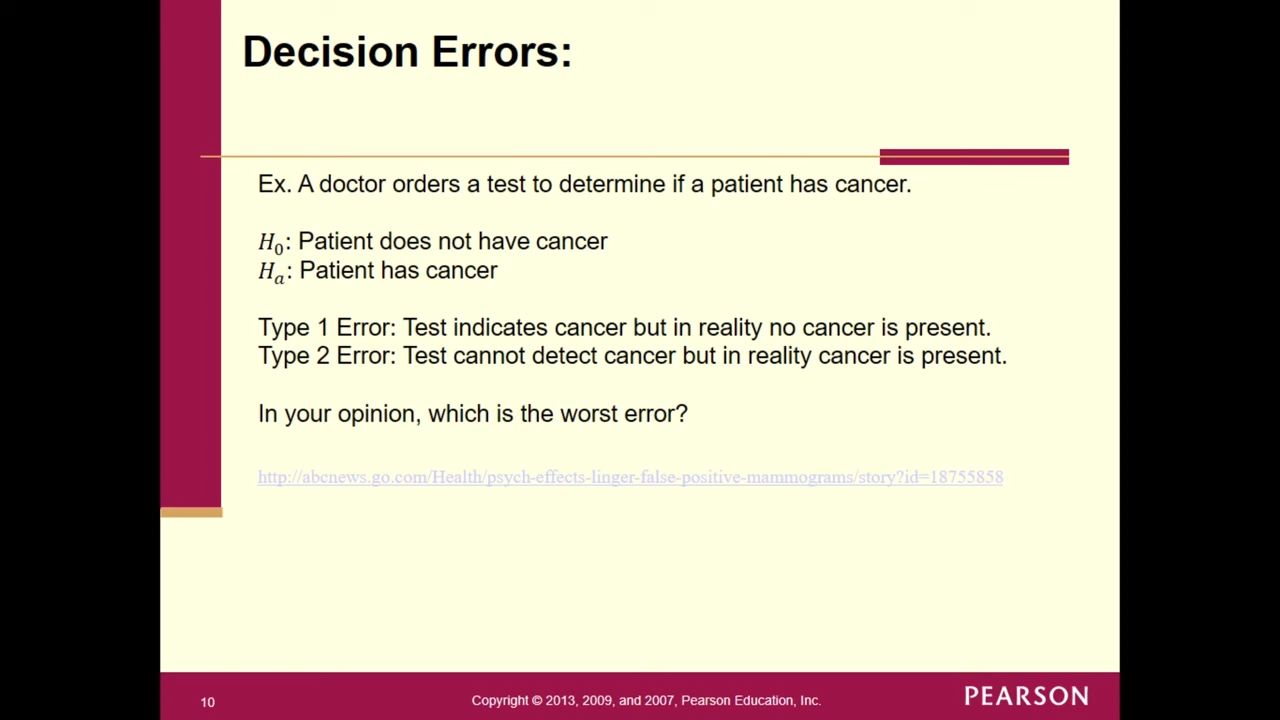 Decision Errors:
Ex. A doctor orders a test to determine if a patient has cancer.
H₀: Patient does not have cancer
Hₐ: Patient has cancer
Type 1 Error: Test indicates cancer but in reality no cancer is present.
Type 2 Error: Test cannot detect cancer but in reality cancer is present.
In your opinion, which is the worst error?
http://abcnews.go.com/Health/psych-effects-linger-false-positive-mammograms/story?id=18755858
10
Copyright © 2013, 2009, and 2007, Pearson Education, Inc.
PEARSON